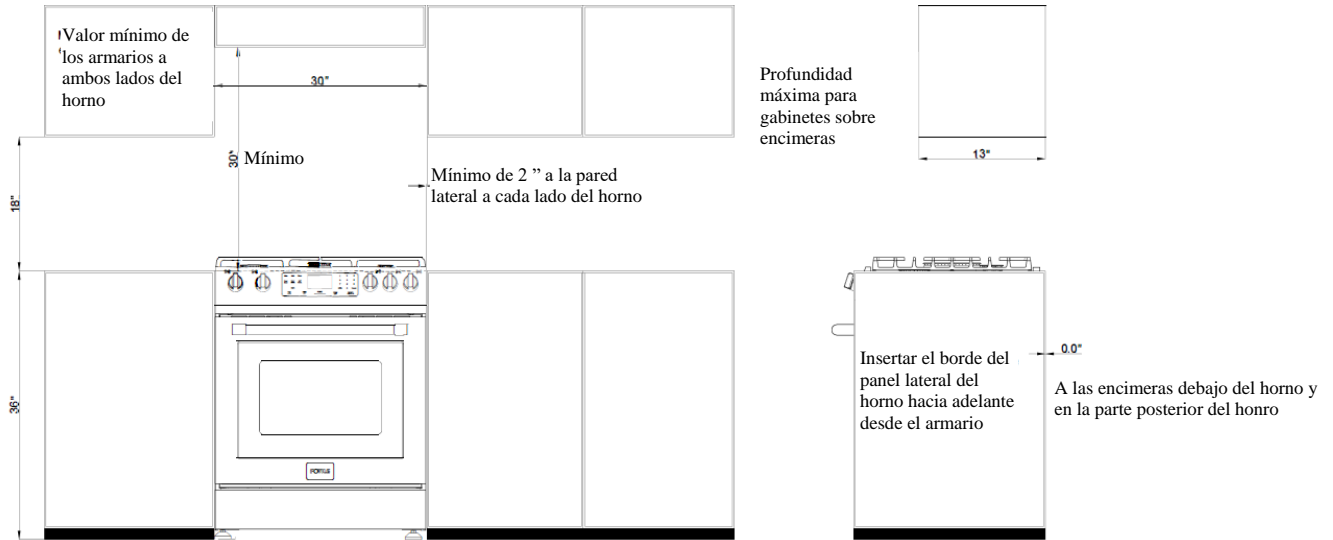 Valor mínimo de
los armarios a
ambos lados del
horno
30"
30" Mínimo
18"
Mínimo de 2 ” a la pared
lateral a cada lado del horno
36"
Profundidad
máxima para
gabinetes sobre
encimeras
13"
Insertar el borde del
panel lateral del
horno hacia adelante
desde el armario
0.0"
A las encimeras debajo del horno y
en la parte posterior del honro